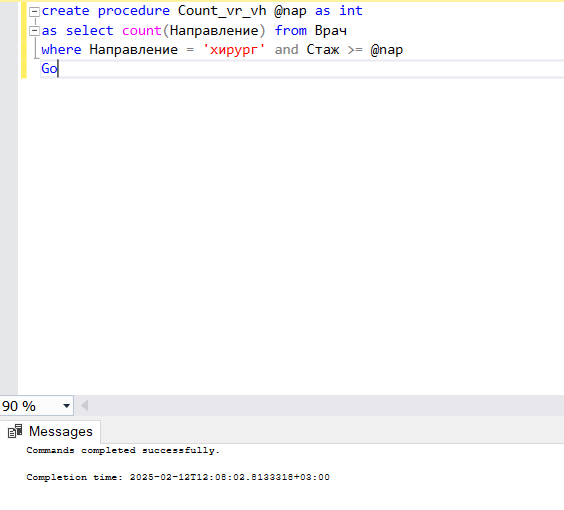 create procedure Count_vr_vh @nap as int
as select count(Направление) from Врач
where Направление = 'хирург' and Стаж >= @nap
Go
90 %
Messages
Commands completed successfully.
Completion time: 2025-02-12T12:08:02.8133318+03:00